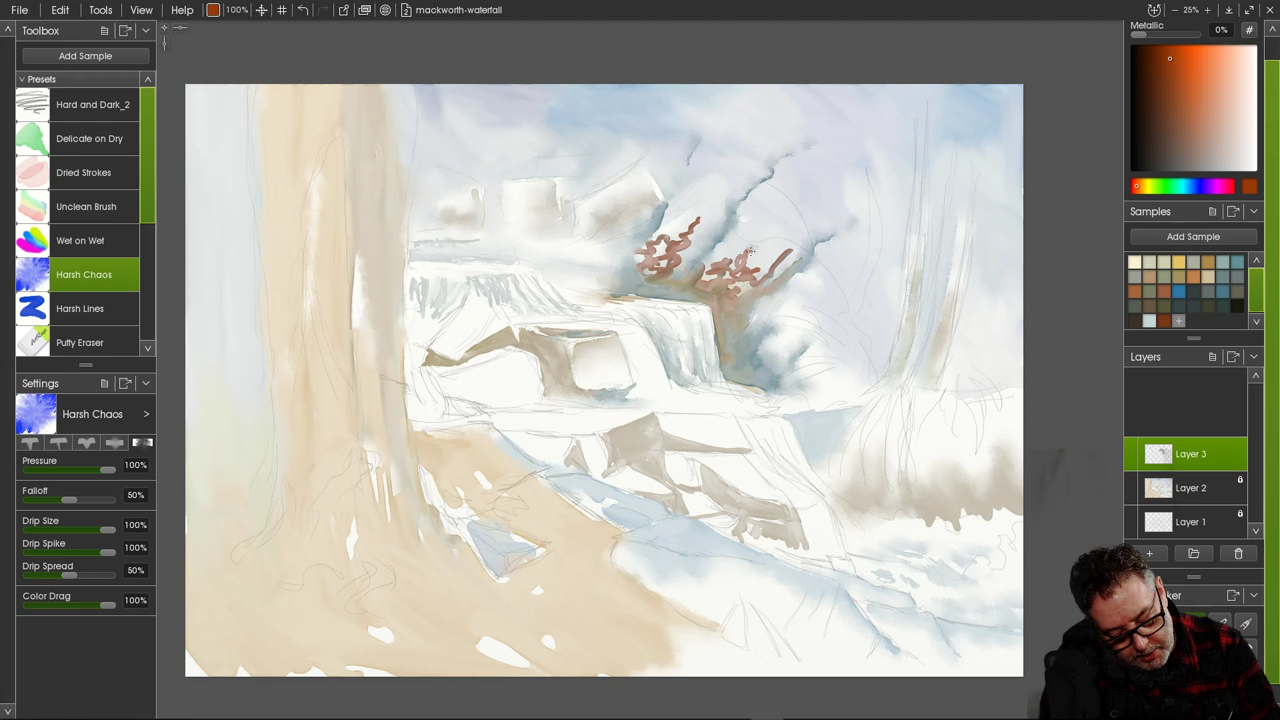 File Edit Tools View Help 100% 2 mackworth-waterfall 25%
Toolbox
Add Sample
Presets
Hard and Dark_2
Delicate on Dry
Dried Strokes
Unclean Brush
Wet on Wet
Harsh Chaos
Harsh Lines
Puffy Eraser
Settings
Harsh Chaos >
Pressure 100%
Falloff 50%
Drip Size 100%
Drip Spike 100%
Drip Spread 50%
Color Drag 100%
Metallic 0% #
Samples
Add Sample
Layers
Layer 3
Layer 2
Layer 1